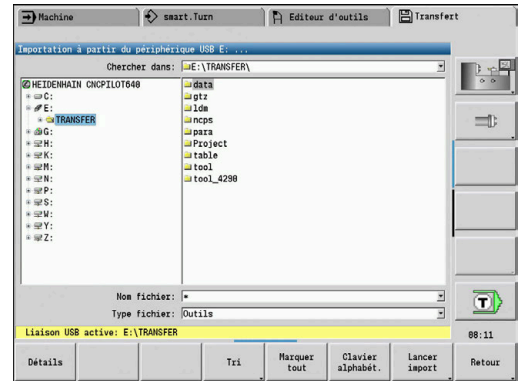 Machine
smart.Turn
Editeur d'outils
Transfert
Importation à partir du périphérique USB E: ...
Chercher dans: E:\TRANSFER\
HEIDENHAIN CNCPILOT640
C:
E:
TRANSFER
G:
H:
K:
M:
N:
P:
S:
W:
Y:
Z:
data
gtz
ldm
ncps
para
Project
table
tool
tool_4290
Nom fichier: *
Type fichier: Outils
Liaison USB active: E:\TRANSFER
T
08:11
Détails
Tri
Marquer tout
Clavier alphabét.
Lancer import
Retour